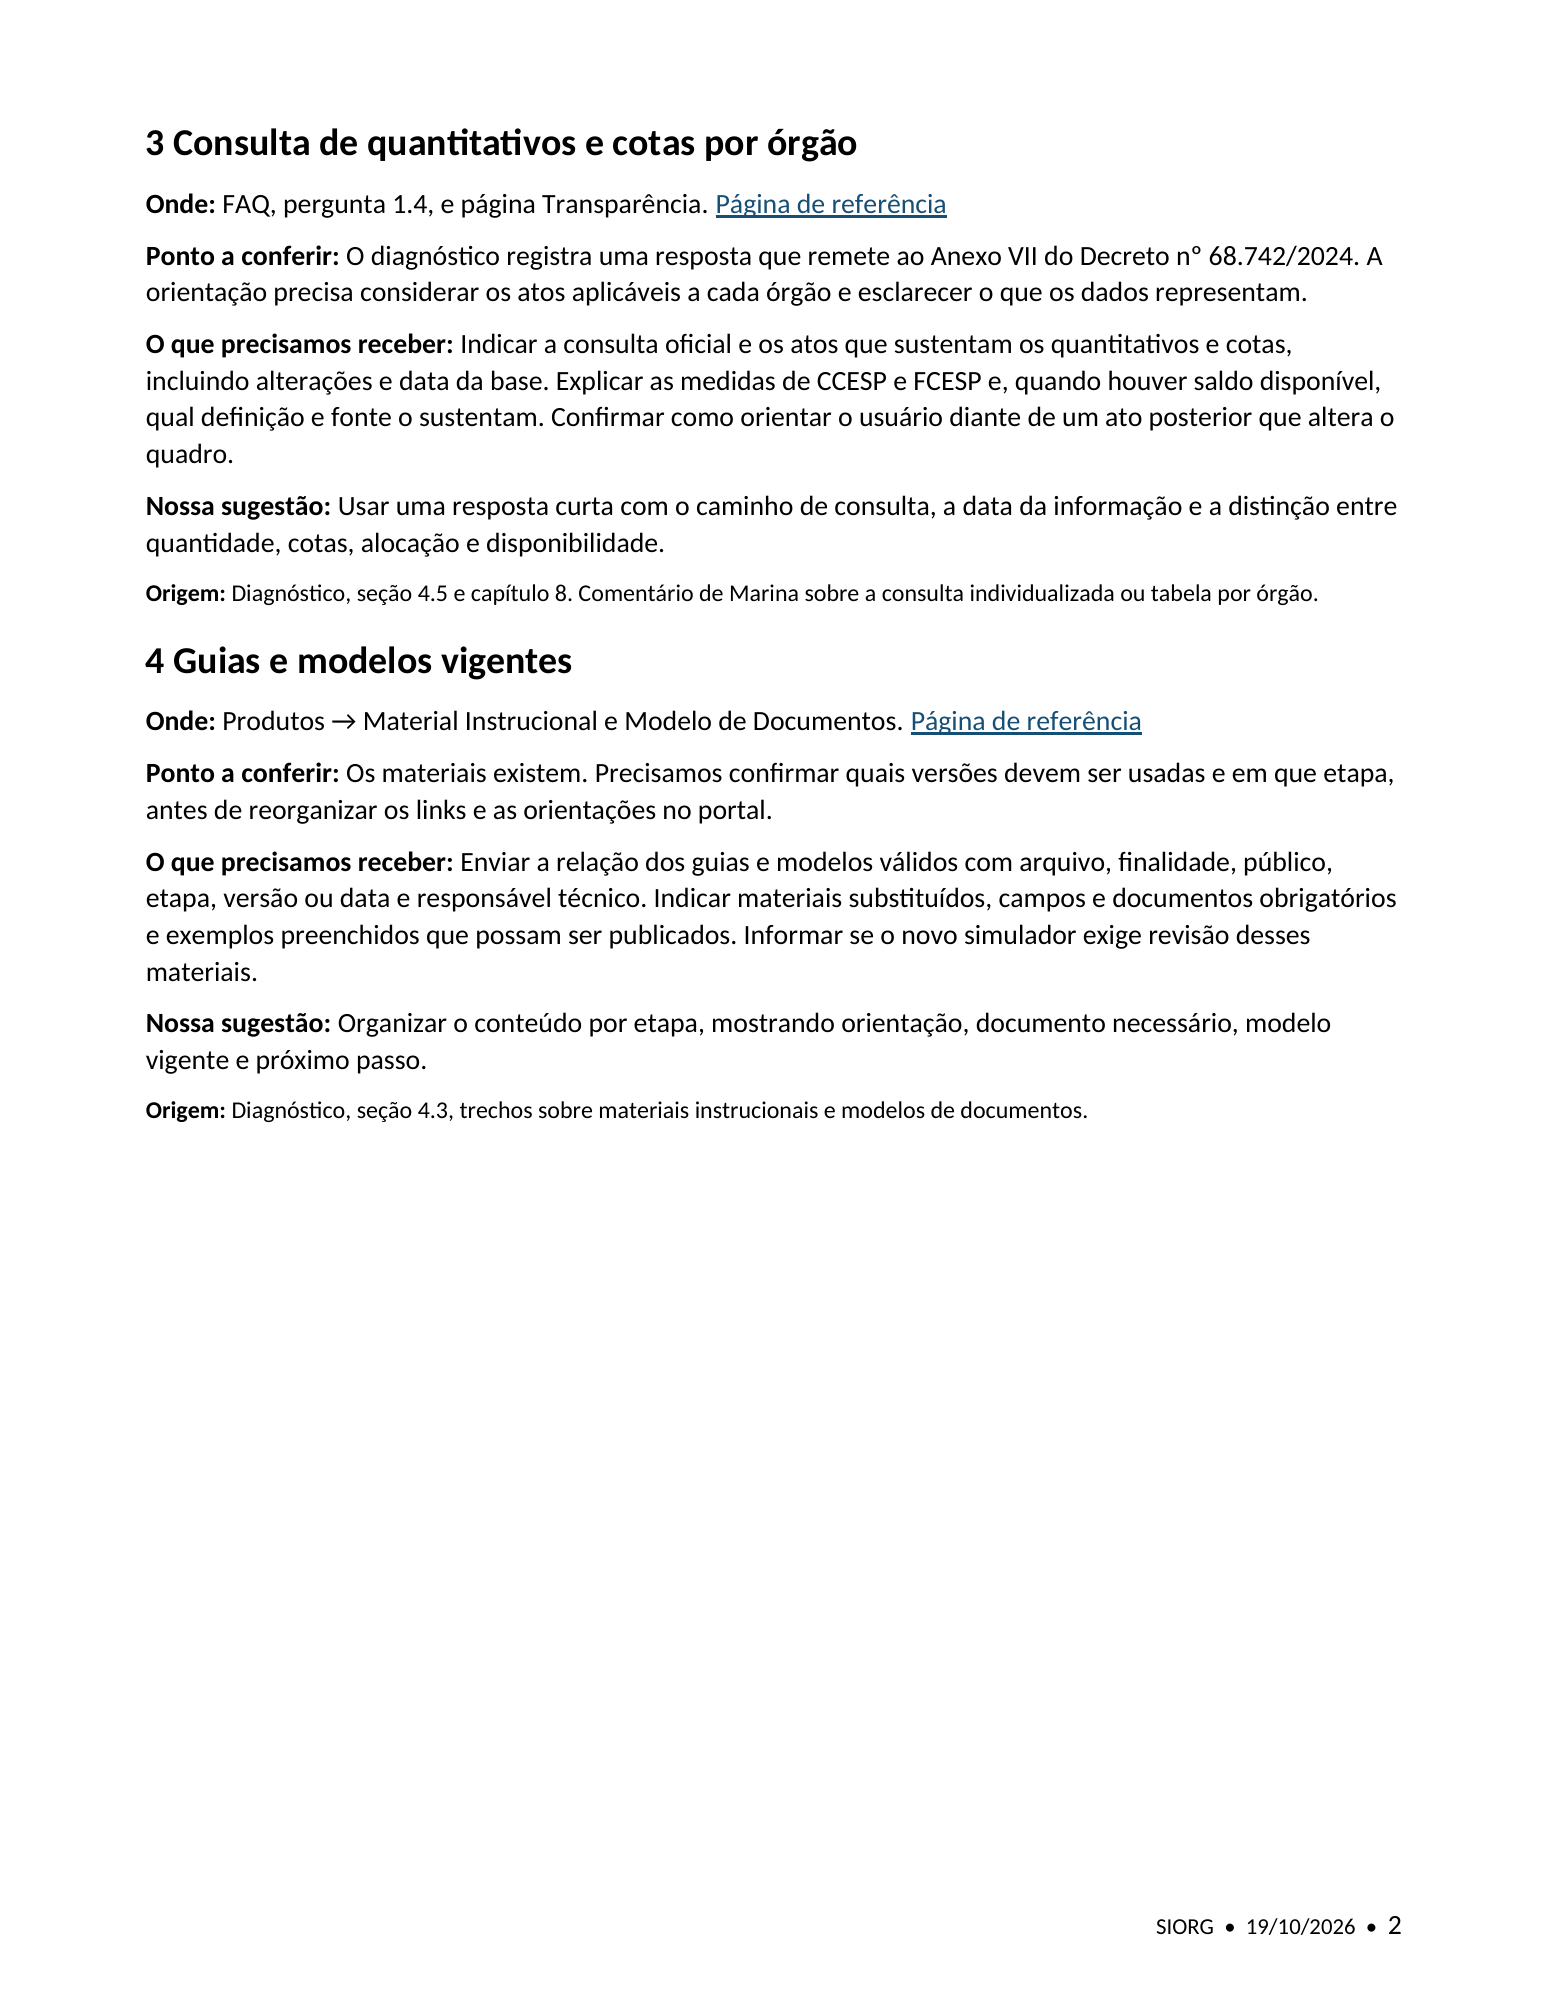 3 Consulta de quantitativos e cotas por órgão
Onde: FAQ, pergunta 1.4, e página Transparência. Página de referência
Ponto a conferir: O diagnóstico registra uma resposta que remete ao Anexo VII do Decreto nº 68.742/2024. A
orientação precisa considerar os atos aplicáveis a cada órgão e esclarecer o que os dados representam.
O que precisamos receber: Indicar a consulta oficial e os atos que sustentam os quantitativos e cotas,
incluindo alterações e data da base. Explicar as medidas de CCESP e FCESP e, quando houver saldo disponível,
qual definição e fonte o sustentam. Confirmar como orientar o usuário diante de um ato posterior que altera o
quadro.
Nossa sugestão: Usar uma resposta curta com o caminho de consulta, a data da informação e a distinção entre
quantidade, cotas, alocação e disponibilidade.
Origem: Diagnóstico, seção 4.5 e capítulo 8. Comentário de Marina sobre a consulta individualizada ou tabela por órgão.
4 Guias e modelos vigentes
Onde: Produtos → Material Instrucional e Modelo de Documentos. Página de referência
Ponto a conferir: Os materiais existem. Precisamos confirmar quais versões devem ser usadas e em que etapa,
antes de reorganizar os links e as orientações no portal.
O que precisamos receber: Enviar a relação dos guias e modelos válidos com arquivo, finalidade, público,
etapa, versão ou data e responsável técnico. Indicar materiais substituídos, campos e documentos obrigatórios
e exemplos preenchidos que possam ser publicados. Informar se o novo simulador exige revisão desses
materiais.
Nossa sugestão: Organizar o conteúdo por etapa, mostrando orientação, documento necessário, modelo
vigente e próximo passo.
Origem: Diagnóstico, seção 4.3, trechos sobre materiais instrucionais e modelos de documentos.
SIORG • 19/10/2026 • 2